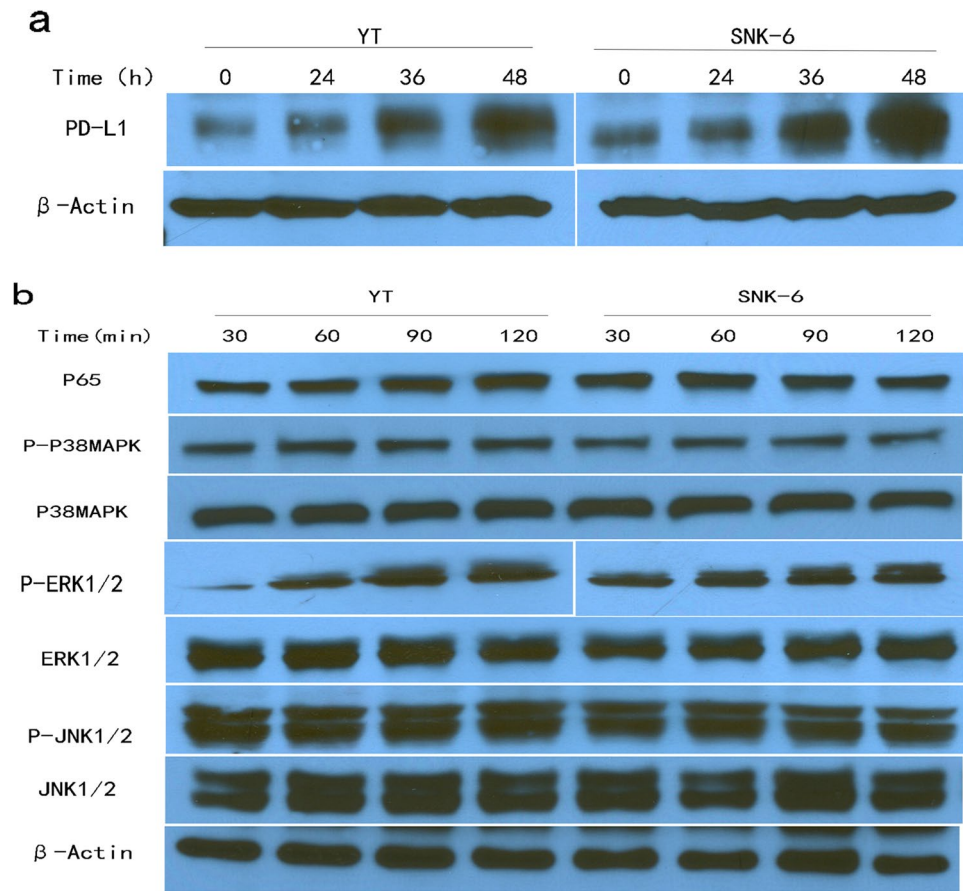 a
YT SNK-6
Time (h) 0 24 36 48 0 24 36 48
PD-L1
β-Actin
b
YT SNK-6
Time(min) 30 60 90 120 30 60 90 120
P65
P-P38MAPK
P38MAPK
P-ERK1/2
ERK1/2
P-JNK1/2
JNK1/2
β-Actin